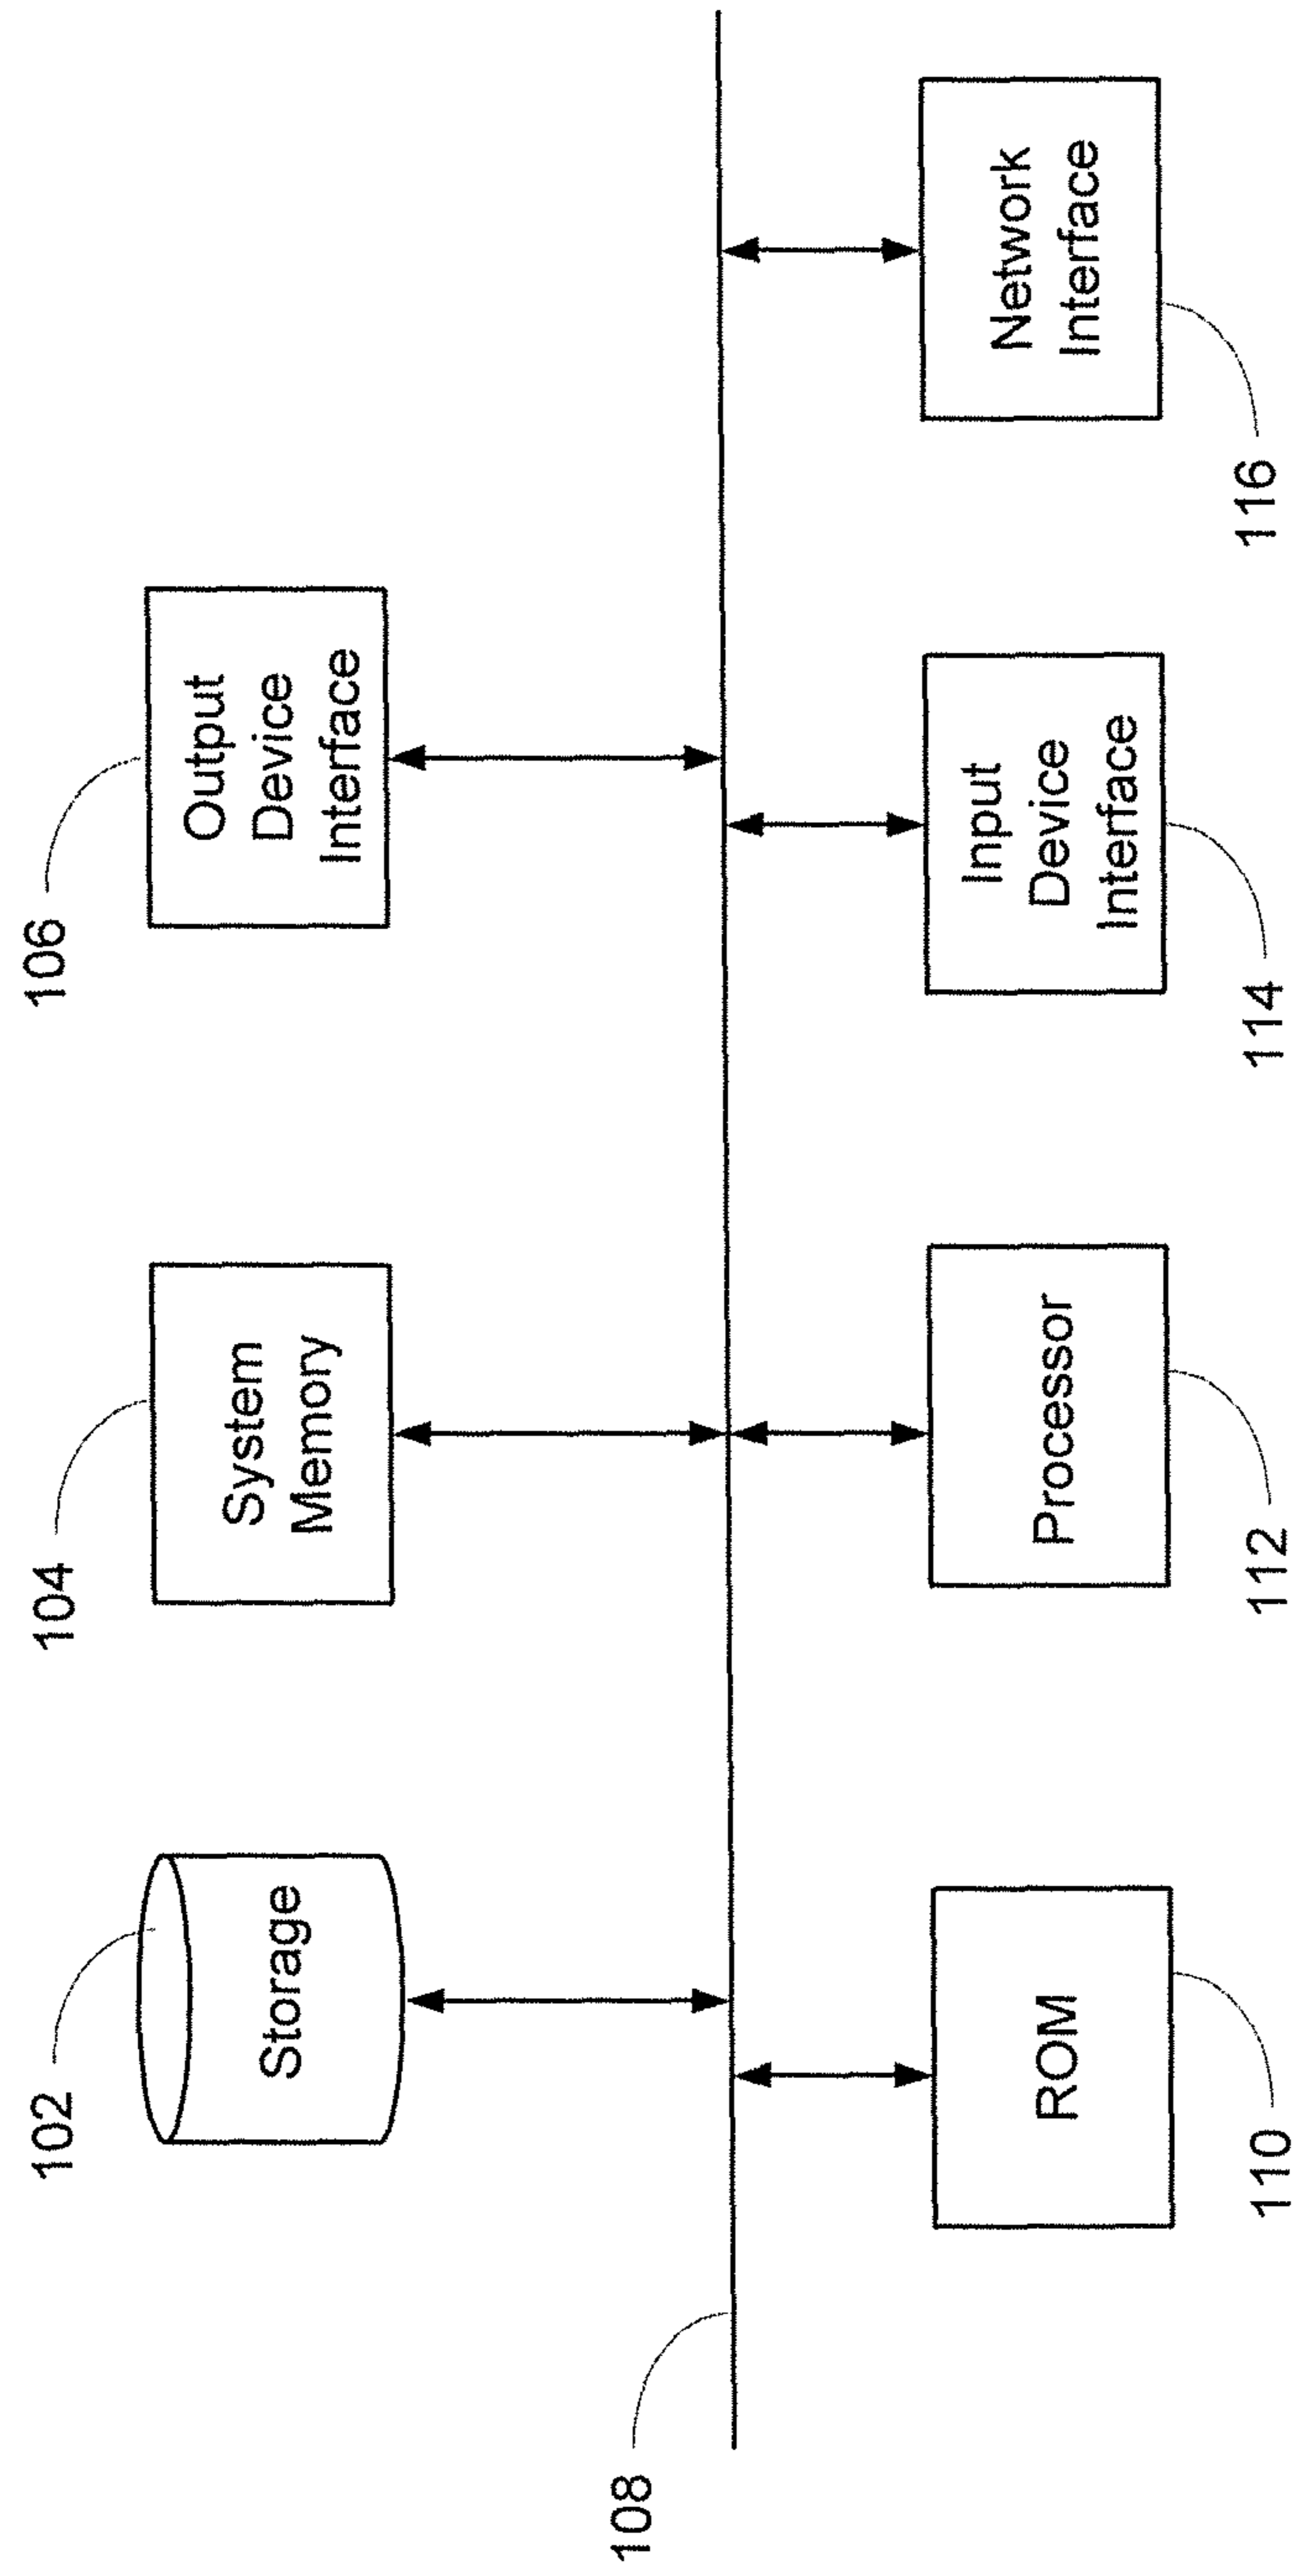 102
Storage
104
System
Memory
106
Output
Device
Interface
108
ROM
110
Processor
112
Input
Device
Interface
114
Network
Interface
116